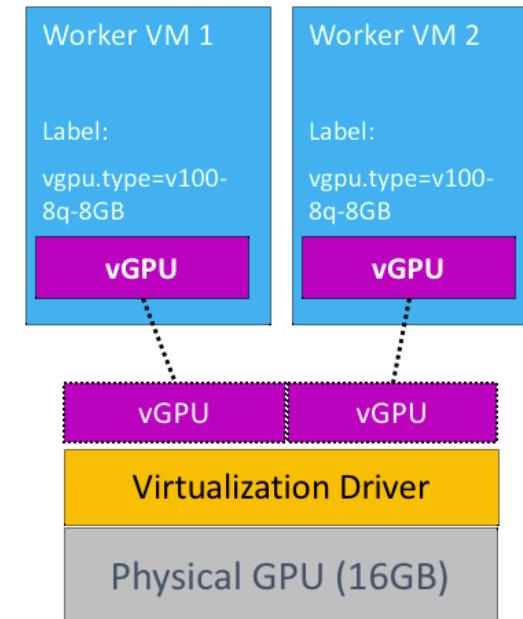 Worker VM 1
Label:
vgpu.type=v100-
8q-8GB
vGPU
Worker VM 2
Label:
vgpu.type=v100-
8q-8GB
vGPU
vGPU
vGPU
Virtualization Driver
Physical GPU (16GB)